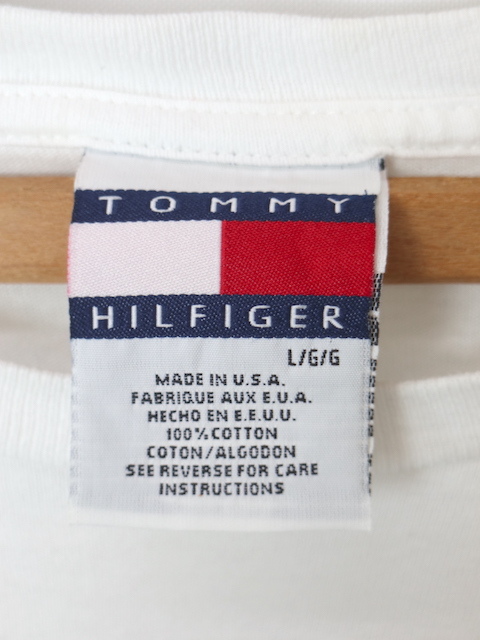 TOMMY
HILFIGER
L/G/G
MADE IN U.S.A.
FABRIQUE AUX E.U.A.
HECHO EN E.E.U.U.
100% COTTON
COTON/ALGODON
SEE REVERSE FOR CARE
INSTRUCTIONS